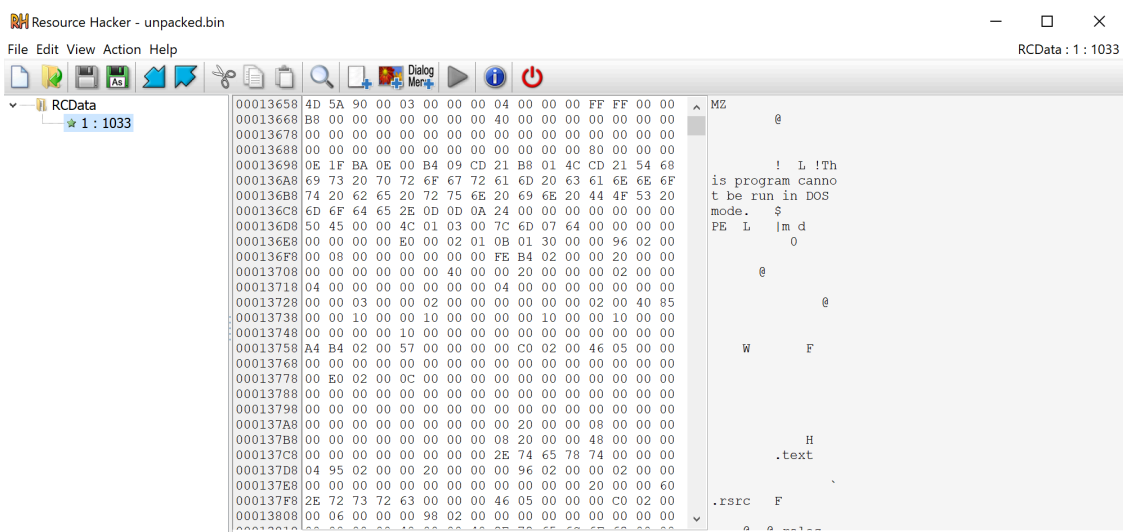 RH Resource Hacker - unpacked.bin
File Edit View Action Help
RCData : 1 : 1033
As
Dialog
Menu
RCData
1 : 1033
00013658 4D 5A 90 00 03 00 00 00 04 00 00 00 FF FF 00 00 MZ
00013668 B8 00 00 00 00 00 00 00 40 00 00 00 00 00 00 00 @
00013678 00 00 00 00 00 00 00 00 00 00 00 00 00 00 00 00
00013688 00 00 00 00 00 00 00 00 00 00 00 00 80 00 00 00
00013698 0E 1F BA 0E 00 B4 09 CD 21 B8 01 4C CD 21 54 68 ! L !Th
000136A8 69 73 20 70 72 6F 67 72 61 6D 20 63 61 6E 6E 6F is program canno
000136B8 74 20 62 65 20 72 75 6E 20 69 6E 20 44 4F 53 20 t be run in DOS
000136C8 6D 6F 64 65 2E 0D 0D 0A 24 00 00 00 00 00 00 00 mode. $
000136D8 50 45 00 00 4C 01 03 00 7C 6D 07 64 00 00 00 00 PE L |m d
000136E8 00 00 00 00 E0 00 02 01 0B 01 30 00 00 96 02 00 0
000136F8 00 08 00 00 00 00 00 00 FE B4 02 00 00 20 00 00
00013708 00 00 00 00 00 00 40 00 00 20 00 00 00 02 00 00 @
00013718 04 00 00 00 00 00 00 00 04 00 00 00 00 00 00 00
00013728 00 00 03 00 00 02 00 00 00 00 00 00 02 00 40 85 @
00013738 00 00 10 00 00 10 00 00 00 00 10 00 00 10 00 00
00013748 00 00 00 00 10 00 00 00 00 00 00 00 00 00 00 00
00013758 A4 B4 02 00 57 00 00 00 00 C0 02 00 46 05 00 00 W F
00013768 00 00 00 00 00 00 00 00 00 00 00 00 00 00 00 00
00013778 00 E0 02 00 0C 00 00 00 00 00 00 00 00 00 00 00
00013788 00 00 00 00 00 00 00 00 00 00 00 00 00 00 00 00
00013798 00 00 00 00 00 00 00 00 00 00 00 00 00 00 00 00
000137A8 00 00 00 00 00 00 00 00 00 20 00 00 08 00 00 00
000137B8 00 00 00 00 00 00 00 00 08 20 00 00 48 00 00 00 H
000137C8 00 00 00 00 00 00 00 00 2E 74 65 78 74 00 00 00 .text
000137D8 04 95 02 00 00 20 00 00 00 96 02 00 00 02 00 00
000137E8 00 00 00 00 00 00 00 00 00 00 00 00 20 00 00 60 `
000137F8 2E 72 73 72 63 00 00 00 46 05 00 00 00 C0 02 00 .rsrc F
00013808 00 06 00 00 00 98 02 00 00 00 00 00 00 00 00 00